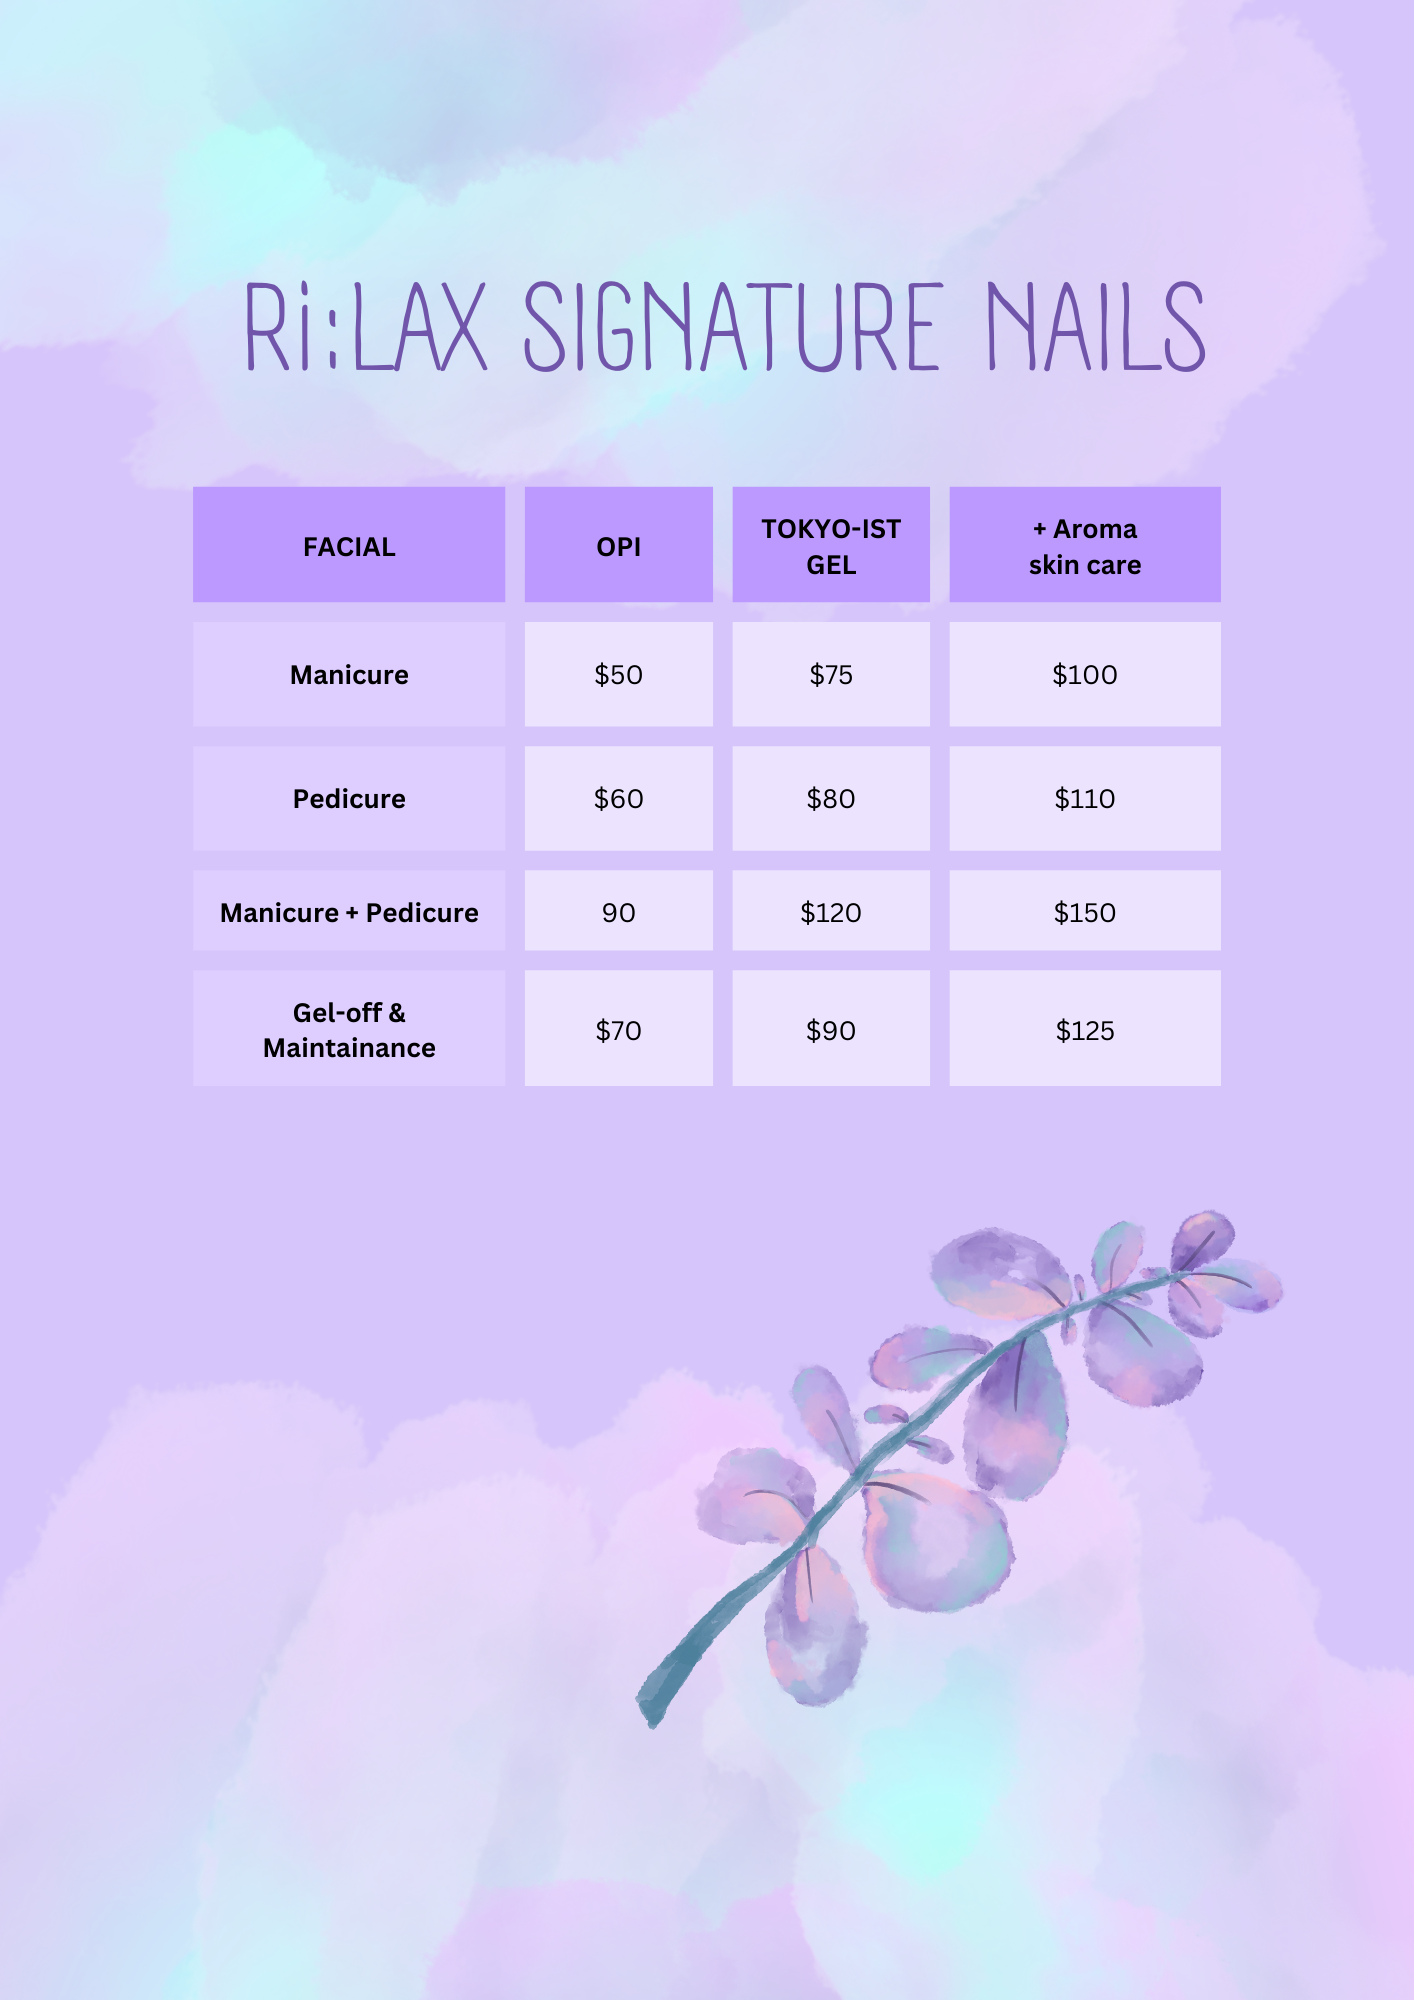 Ri:LAX SIGNATURE NAILS
FACIAL
OPI
TOKYO-IST
GEL
+ Aroma
skin care
Manicure
$50
$75
$100
Pedicure
$60
$80
$110
Manicure + Pedicure
90
$120
$150
Gel-off &
Maintainance
$70
$90
$125